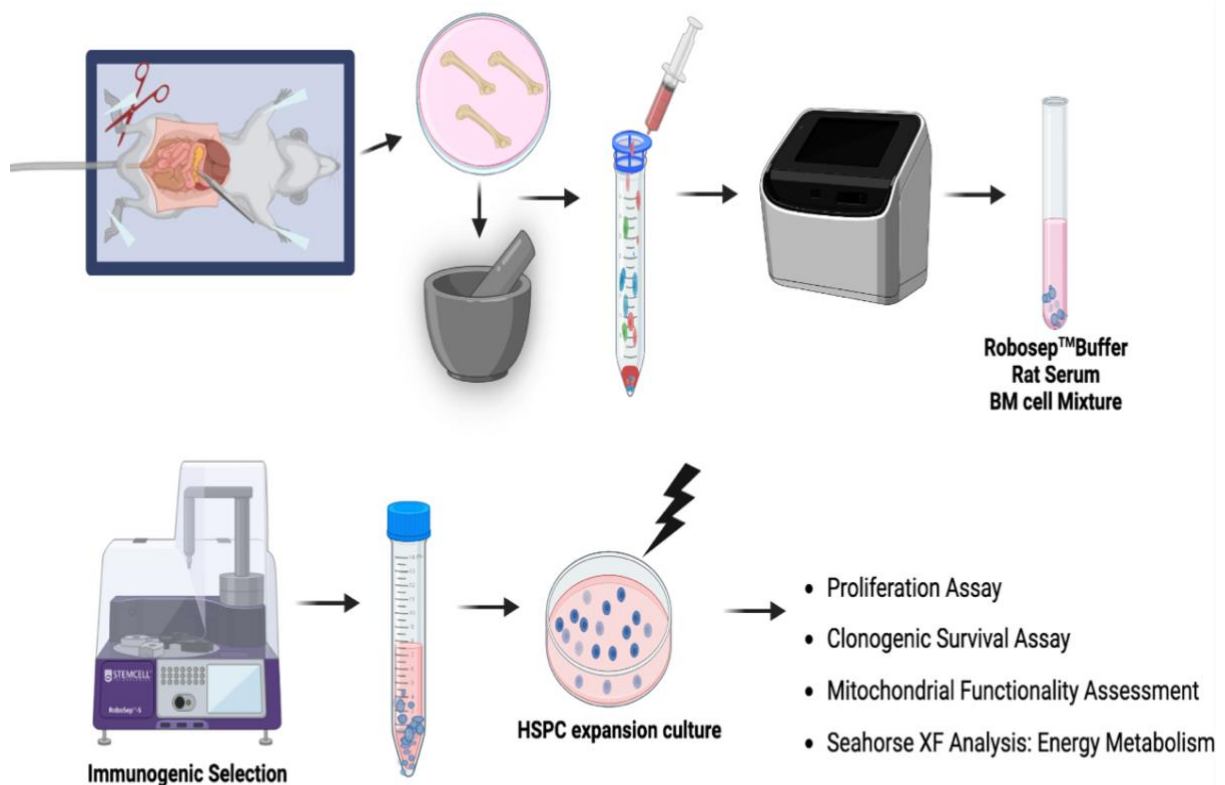 Robosep™Buffer
Rat Serum
BM cell Mixture
STEMCELL
RoboSep™-S
Immunogenic Selection
HSPC expansion culture
• Proliferation Assay
• Clonogenic Survival Assay
• Mitochondrial Functionality Assessment
• Seahorse XF Analysis: Energy Metabolism